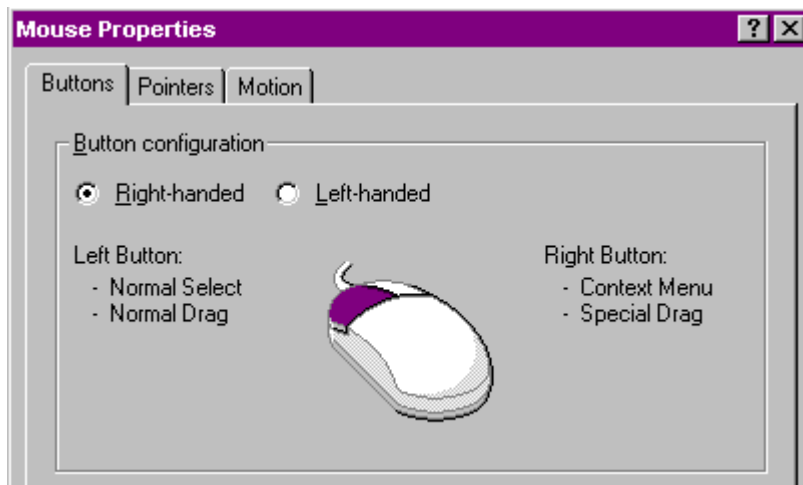 Mouse Properties
Buttons Pointers Motion
Button configuration
Right-handed Left-handed
Left Button:
- Normal Select
- Normal Drag
Right Button:
- Context Menu
- Special Drag